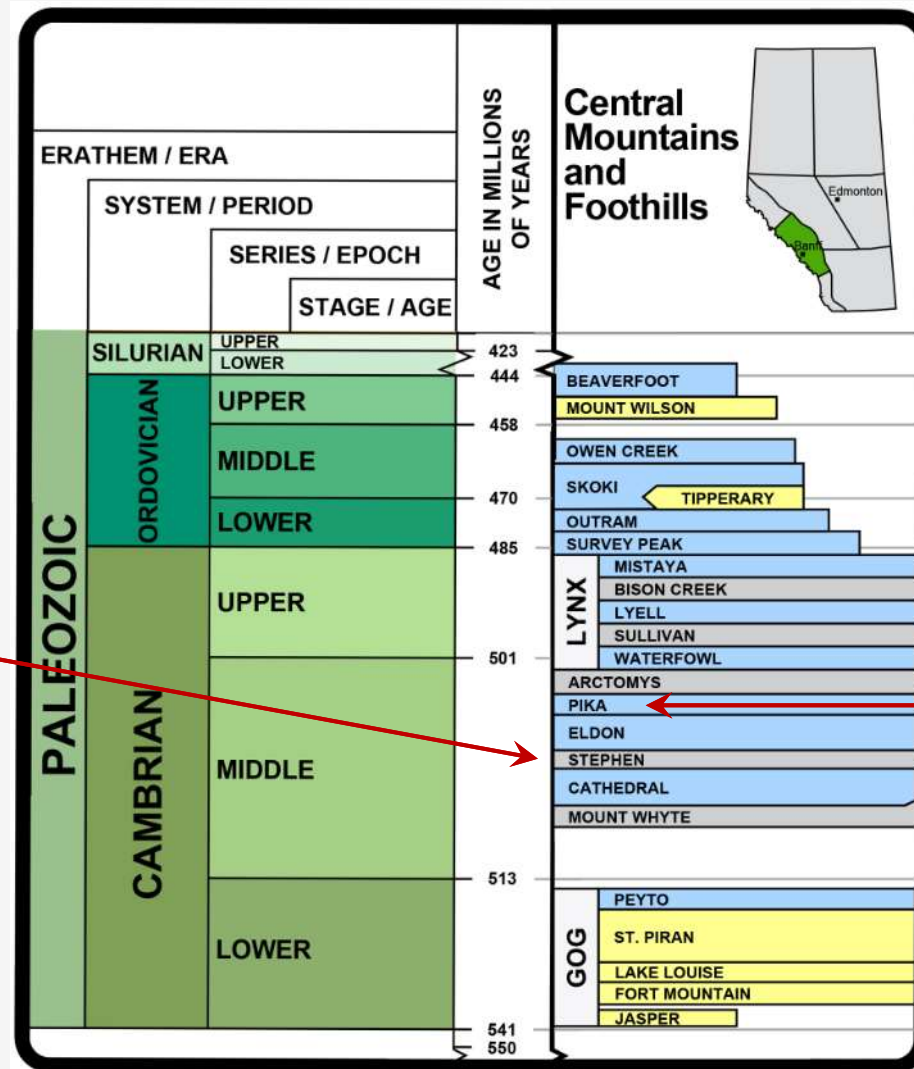 ERATHEM / ERA
SYSTEM / PERIOD
SERIES / EPOCH
STAGE / AGE
AGE IN MILLIONS
OF YEARS
Central
Mountains
and
Foothills
Edmonton
Banff
PALEOZOIC
SILURIAN
UPPER
LOWER
ORDOVICIAN
UPPER
MIDDLE
LOWER
CAMBRIAN
UPPER
MIDDLE
LOWER
423
444
458
470
485
501
513
541
550
BEAVERFOOT
MOUNT WILSON
OWEN CREEK
SKOKI
TIPPERARY
OUTRAM
SURVEY PEAK
LYNX
MISTAYA
BISON CREEK
LYELL
SULLIVAN
WATERFOWL
ARCTOMYS
PIKA
ELDON
STEPHEN
CATHEDRAL
MOUNT WHYTE
GOG
PEYTO
ST. PIRAN
LAKE LOUISE
FORT MOUNTAIN
JASPER